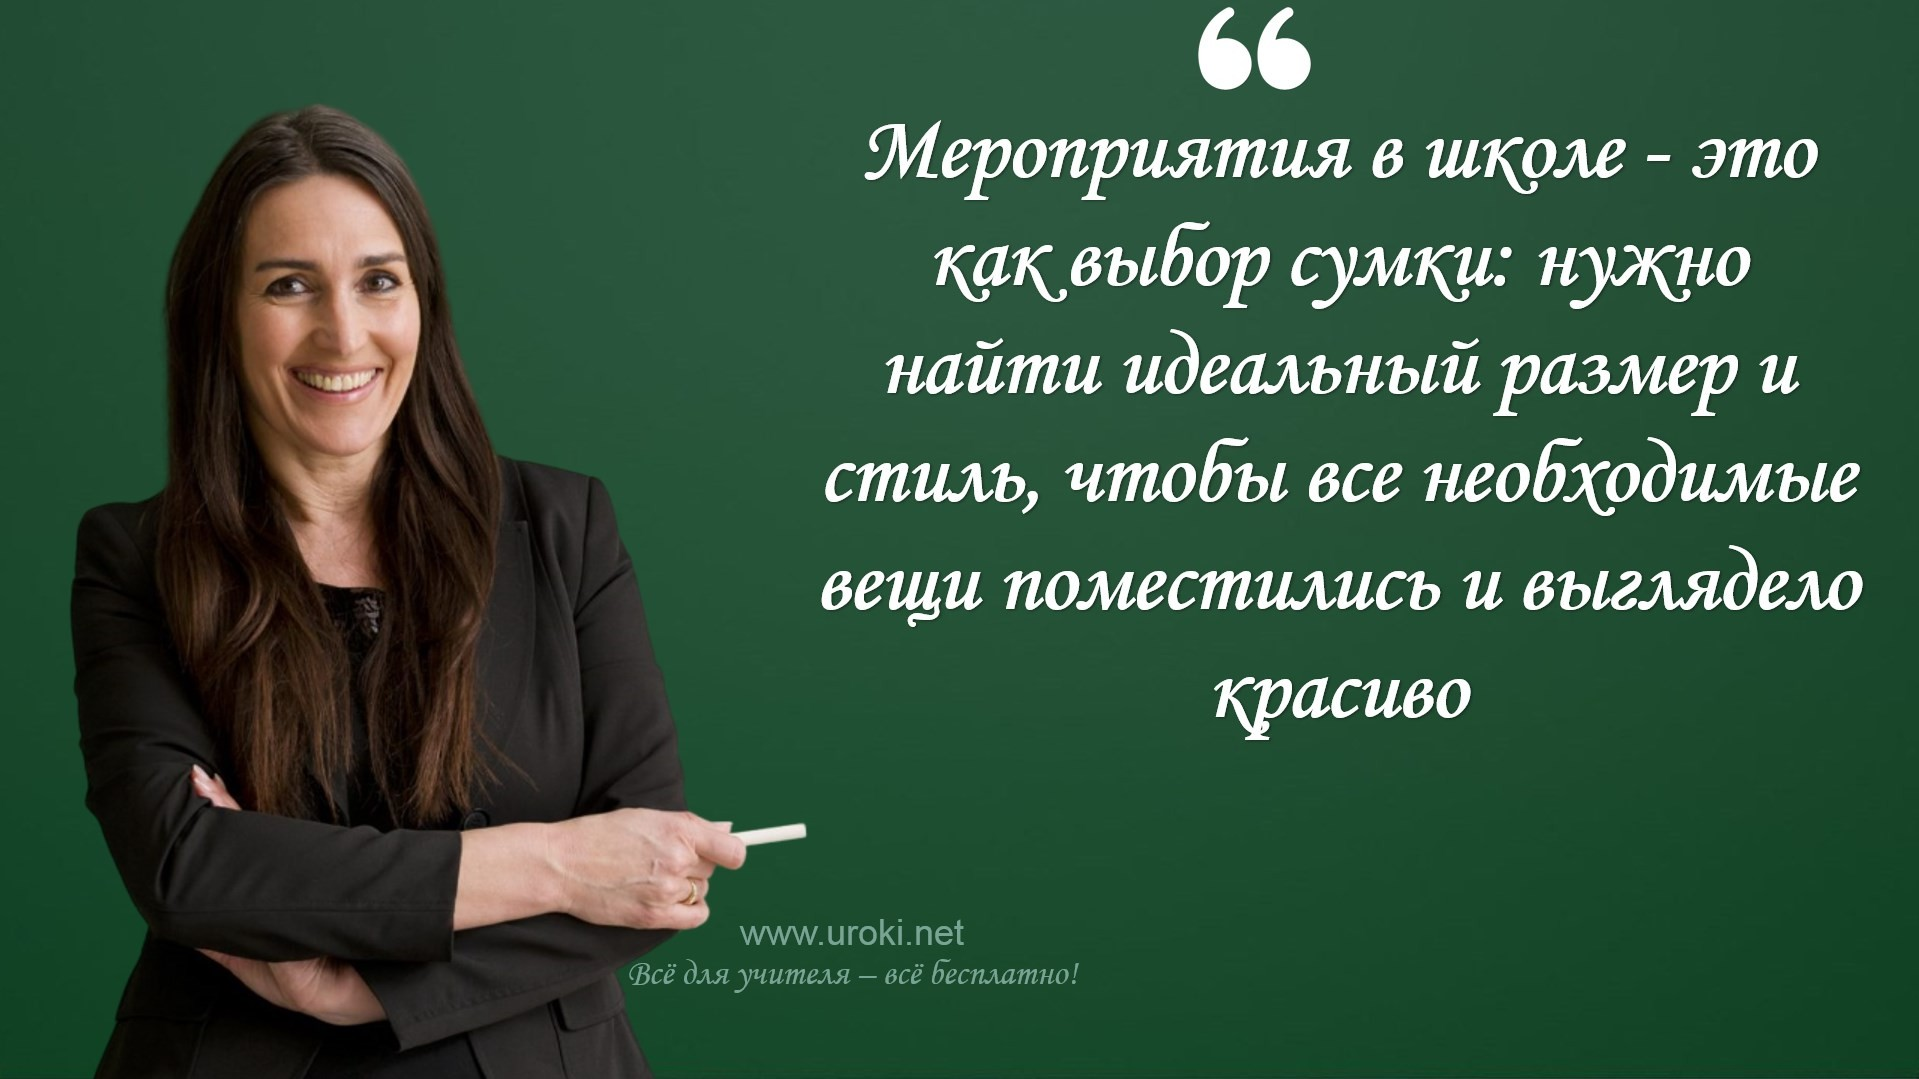 Мероприятия в школе - это
как выбор сумки: нужно
найти идеальный размер и
стиль, чтобы все необходимые
вещи поместились и выглядело
красиво
www.uroki.net
Всё для учителя – всё бесплатно!